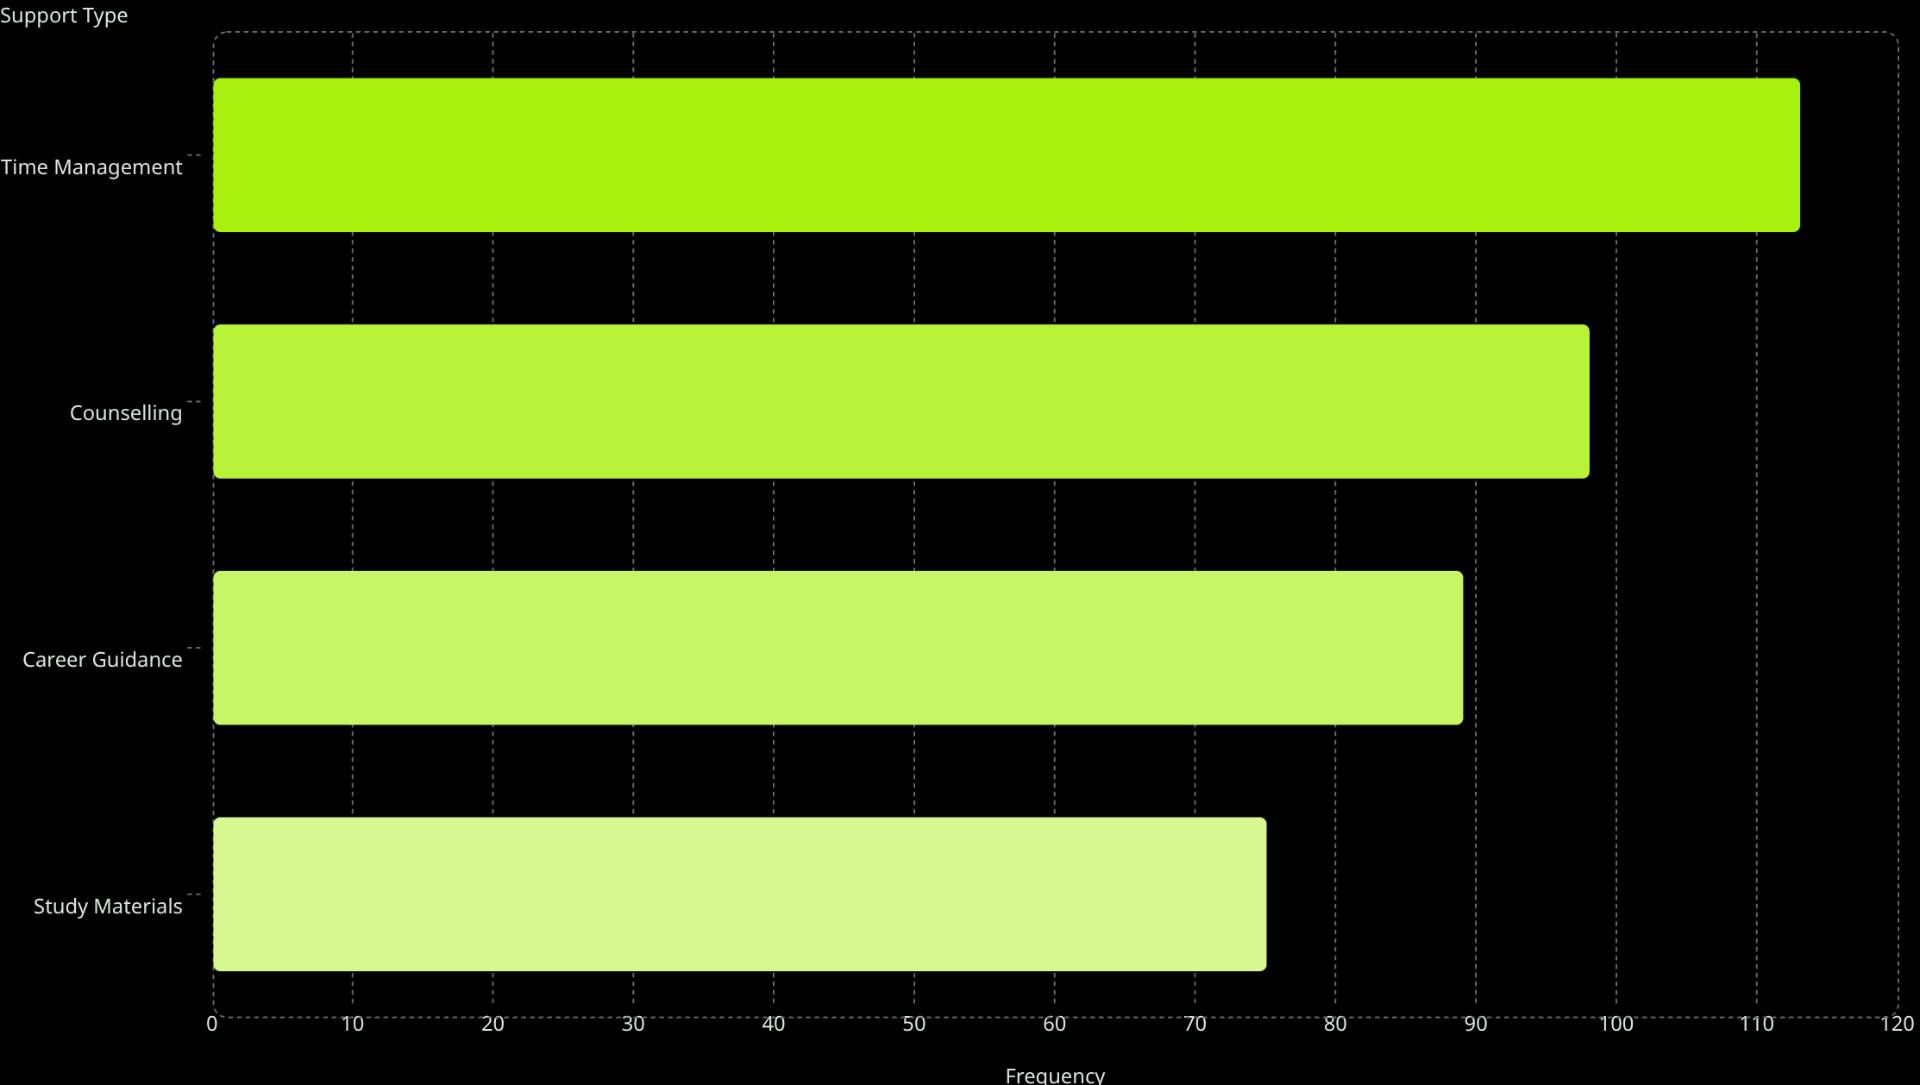 Support Type
Time Management
Counselling
Career Guidance
Study Materials
0 10 20 30 40 50 60 70 80 90 100 110 120
Frequency